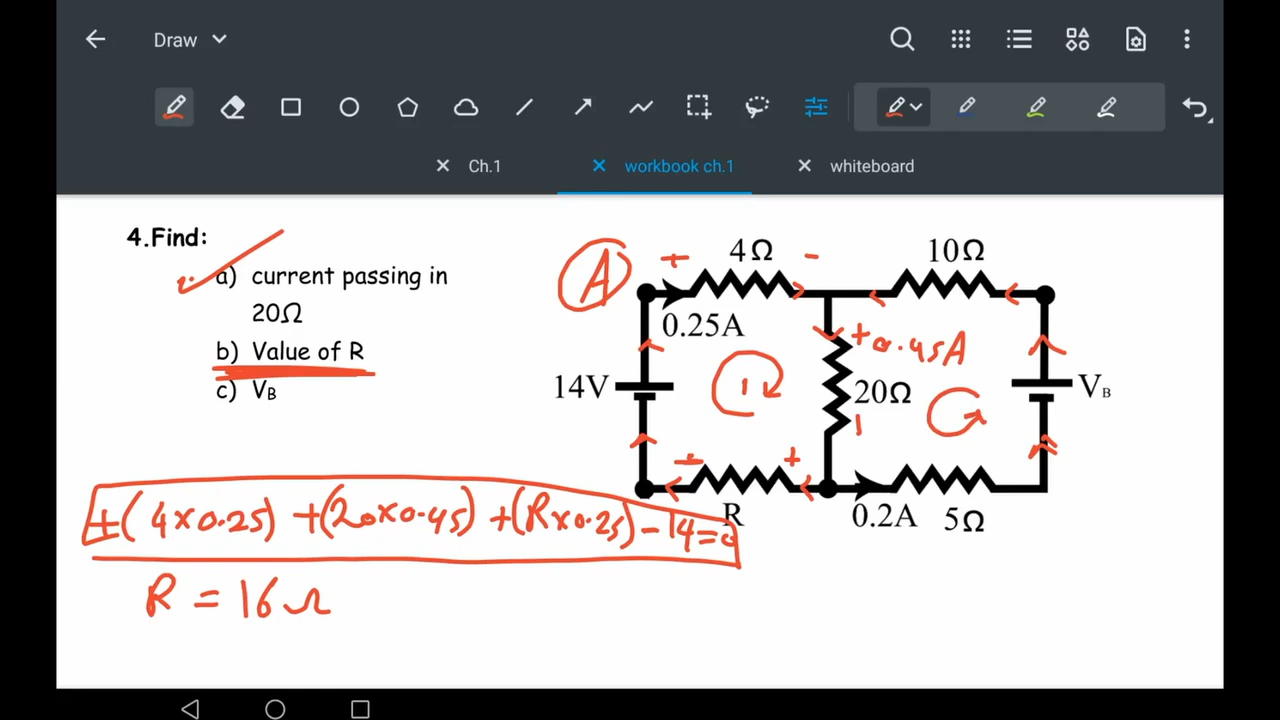 Draw
Ch.1
workbook ch.1
whiteboard
4.Find:
a) current passing in
20Ω
b) Value of R
c) VB
A
+
4Ω
-
10Ω
0.25A
+ 0.45A
14V
1
20Ω
VB
+
R
0.2A
5Ω
+(4×0.25) +(20×0.45) +(R×0.25) -14=0
R = 16Ω